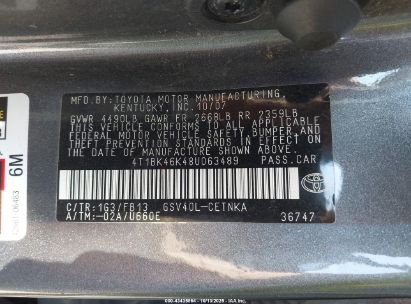 MFD.BY:TOYOTA MOTOR MANUFACTURING,
KENTUCKY, INC. 10/07
GVWR 4490LB GAWR FR 2668LB RR 2359LB
THIS VEHICLE CONFORMS TO ALL APPLICABLE
FEDERAL MOTOR VEHICLE SAFETY, BUMPER, AND
THEFT PREVENTION STANDARDS IN EFFECT ON
THE DATE OF MANUFACTURE SHOWN ABOVE.
4T1BK46K48U063489 PASS.CAR
C/TR:1G3/FB13 GSV40L-CETNKA
A/TM:-02A/U660E 36747
6M